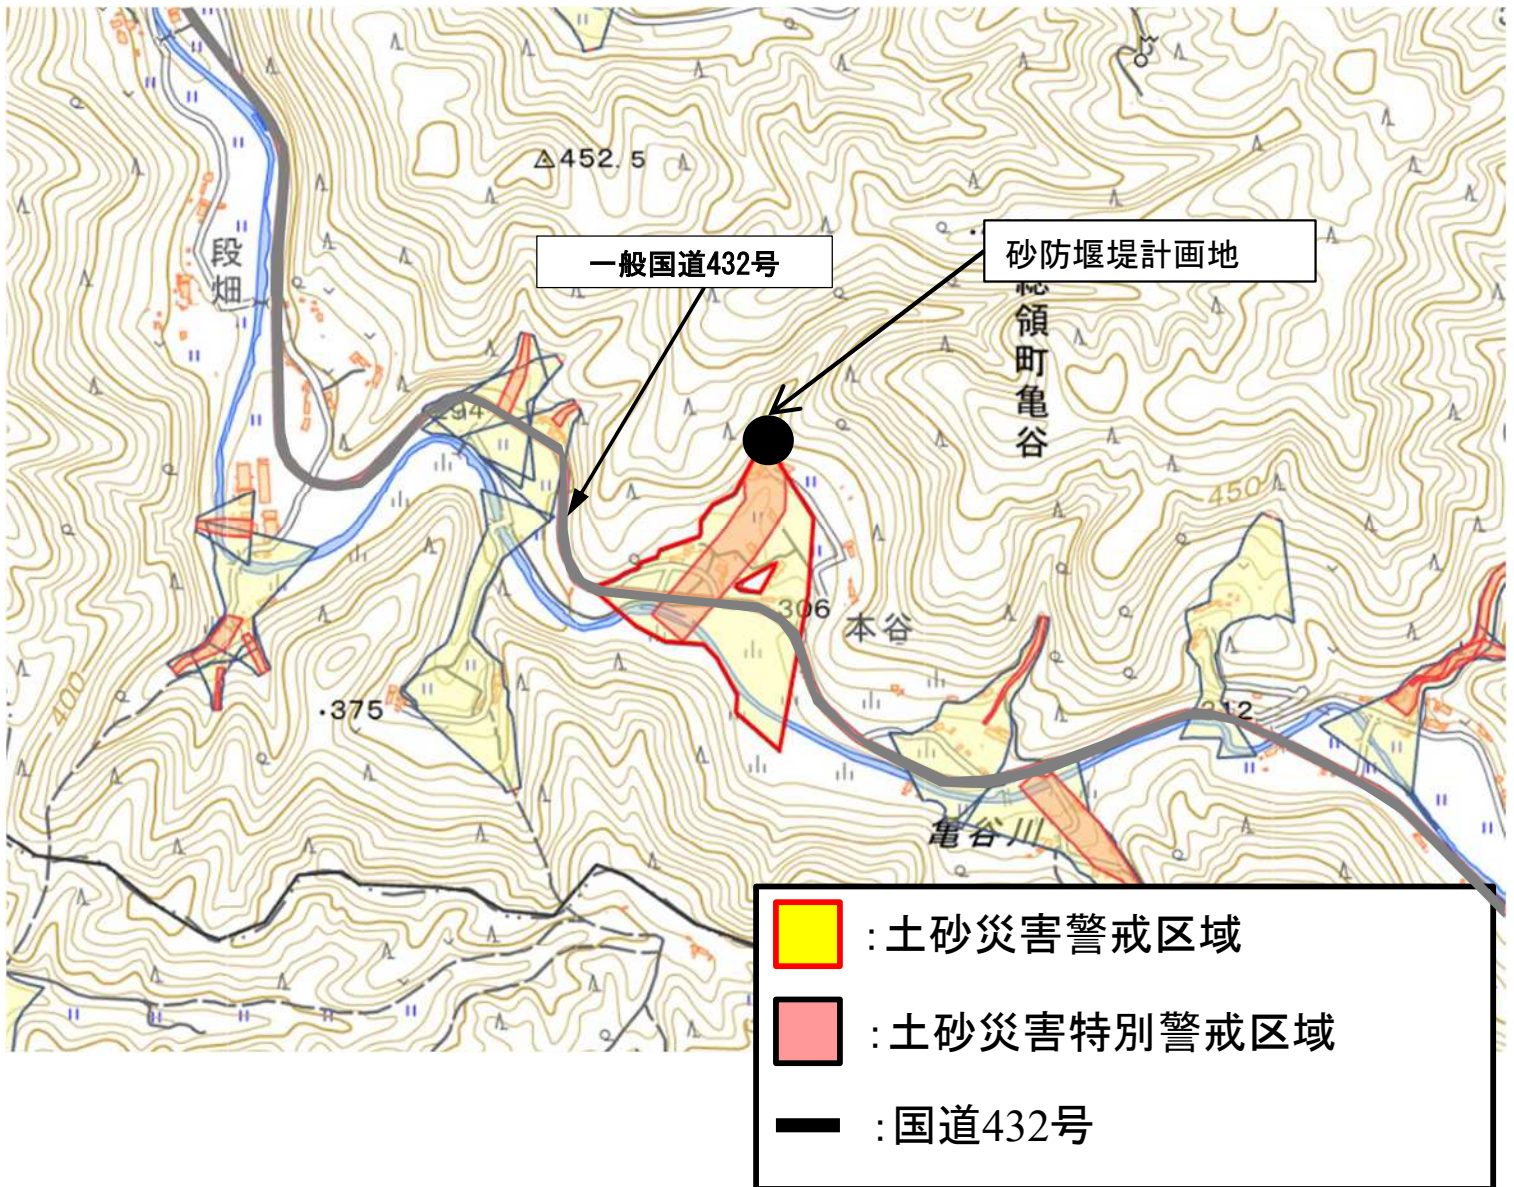 452.5
段畑
一般国道432号
砂防堰堤計画地
総領町亀谷
294
450
306
本谷
400
・375
312
亀谷川
：土砂災害警戒区域
：土砂災害特別警戒区域
：国道432号